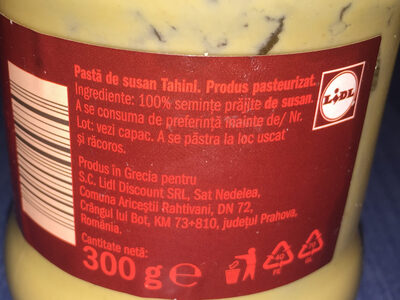 Pastă de susan Tahini. Produs pasteurizat.
Ingrediente: 100% semințe prăjite de susan.
A se consuma de preferință înainte de/ Nr.
Lot: vezi capac. A se păstra la loc uscat
și răcoros.
LiDL
Produs în Grecia pentru
S.C. Lidl Discount SRL, Sat Nedelea,
Comuna Ariceștii Rahtivani, DN 72,
Crângul lui Bot, KM 73+810, județul Prahova,
România.
Cantitate netă:
300 g e